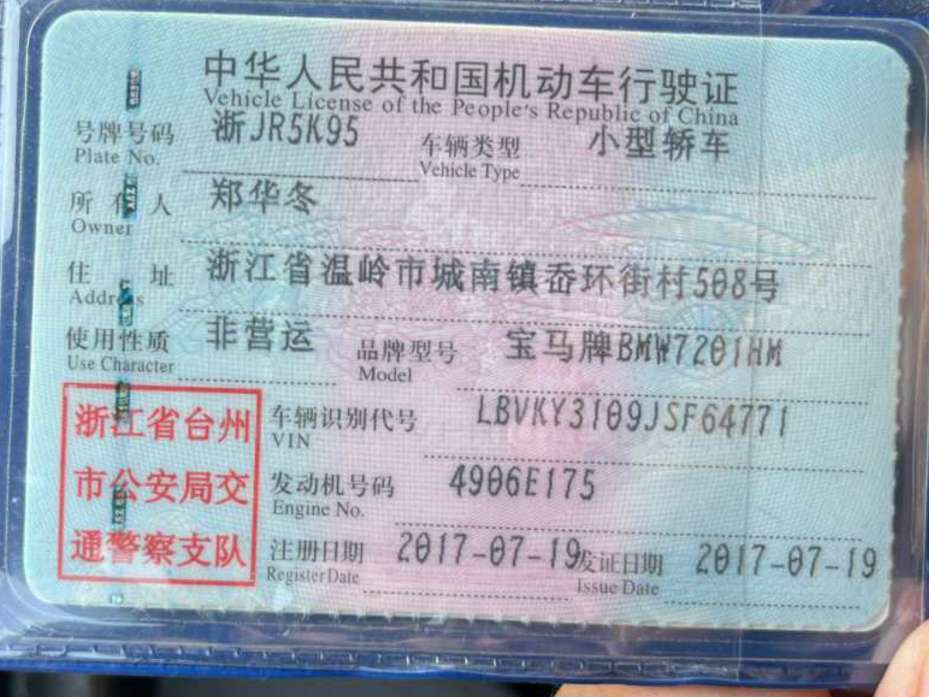 中华人民共和国机动车行驶证
Vehicle License of the People's Republic of China
号牌号码 浙JR5K95 车辆类型 小型轿车
Plate No. Vehicle Type
所有人 郑华冬
Owner
住址 浙江省温岭市城南镇岙环街村508号
Address
使用性质 非营运 品牌型号 宝马牌BMW7201HM
Use Character Model
浙江省台州 车辆识别代号 LBVKY3109JSF64771
VIN
市公安局交 发动机号码 4906E175
Engine No.
通警察支队 注册日期 2017-07-19 发证日期 2017-07-19
Register Date Issue Date